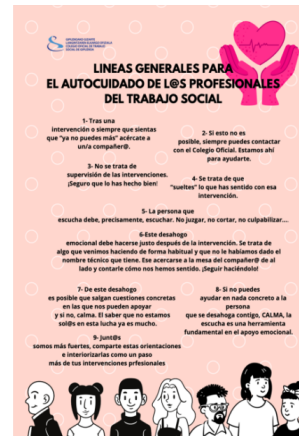 LINEAS GENERALES PARA
EL AUTOCUIDADO DE L@S PROFESIONALES
DEL TRABAJO SOCIAL
1- Tras una
intervención o siempre que sientas
que "ya no puedes más" acércate a
un/a compañer@.
2- Si esto no es
posible, siempre puedes contactar
con el Colegio Oficial. Estamos ahí
para ayudarte.
3- No se trata de
supervisión de las intervenciones.
¡Seguro que lo has hecho bien!
4- Se trata de que
"sueltes" lo que has sentido con esa
intervención.
5- La persona que
escucha debe, precisamente, escuchar. No juzgar, no cortar, no culpabilizar...
6-Este desahogo
emocional debe hacerse justo después de la intervención. Se trata de
algo que venimos haciendo de forma habitual y que no le habíamos dado el
nombre técnico que tiene. Ese acercarse a la mesa del compañer@ de al
lado y contarle cómo nos hemos sentido. ¡Seguir haciéndolo!
7- De este desahogo
es posible que salgan cuestiones concretas
en las que nos pueden apoyar
y si no, calma. El saber que no estamos
sol@s en esta lucha ya es mucho.
8- Si no puedes
ayudar en nada concreto a la
persona
que se desahoga contigo, CALMA, la
escucha es una herramienta
fundamental en el apoyo emocional.
9- Junt@s
somos más fuertes, comparte estas orientaciones
e interiorizarlas como un paso
más de tus intervenciones prfesionales